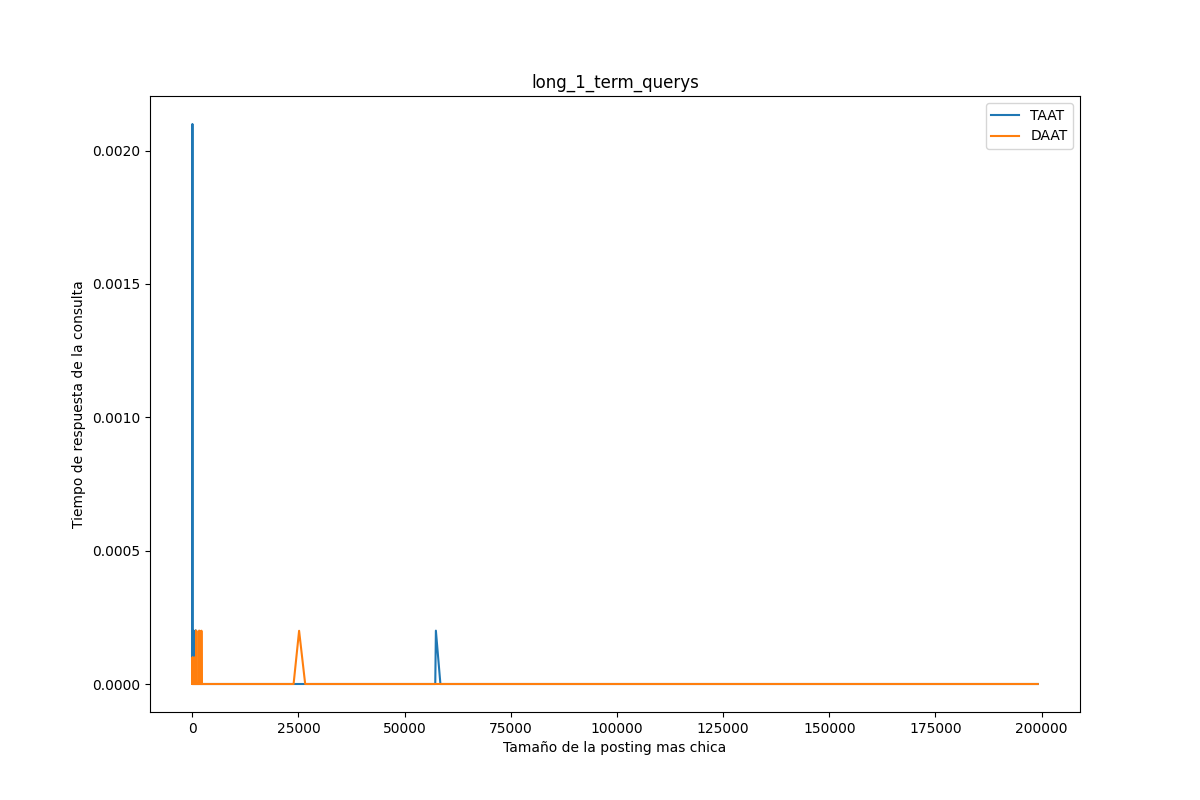 long_1_term_querys
TAAT
DAAT
Tiempo de respuesta de la consulta
0.0020
0.0015
0.0010
0.0005
0.0000
0
25000
50000
75000
100000
125000
150000
175000
200000
Tamaño de la posting mas chica